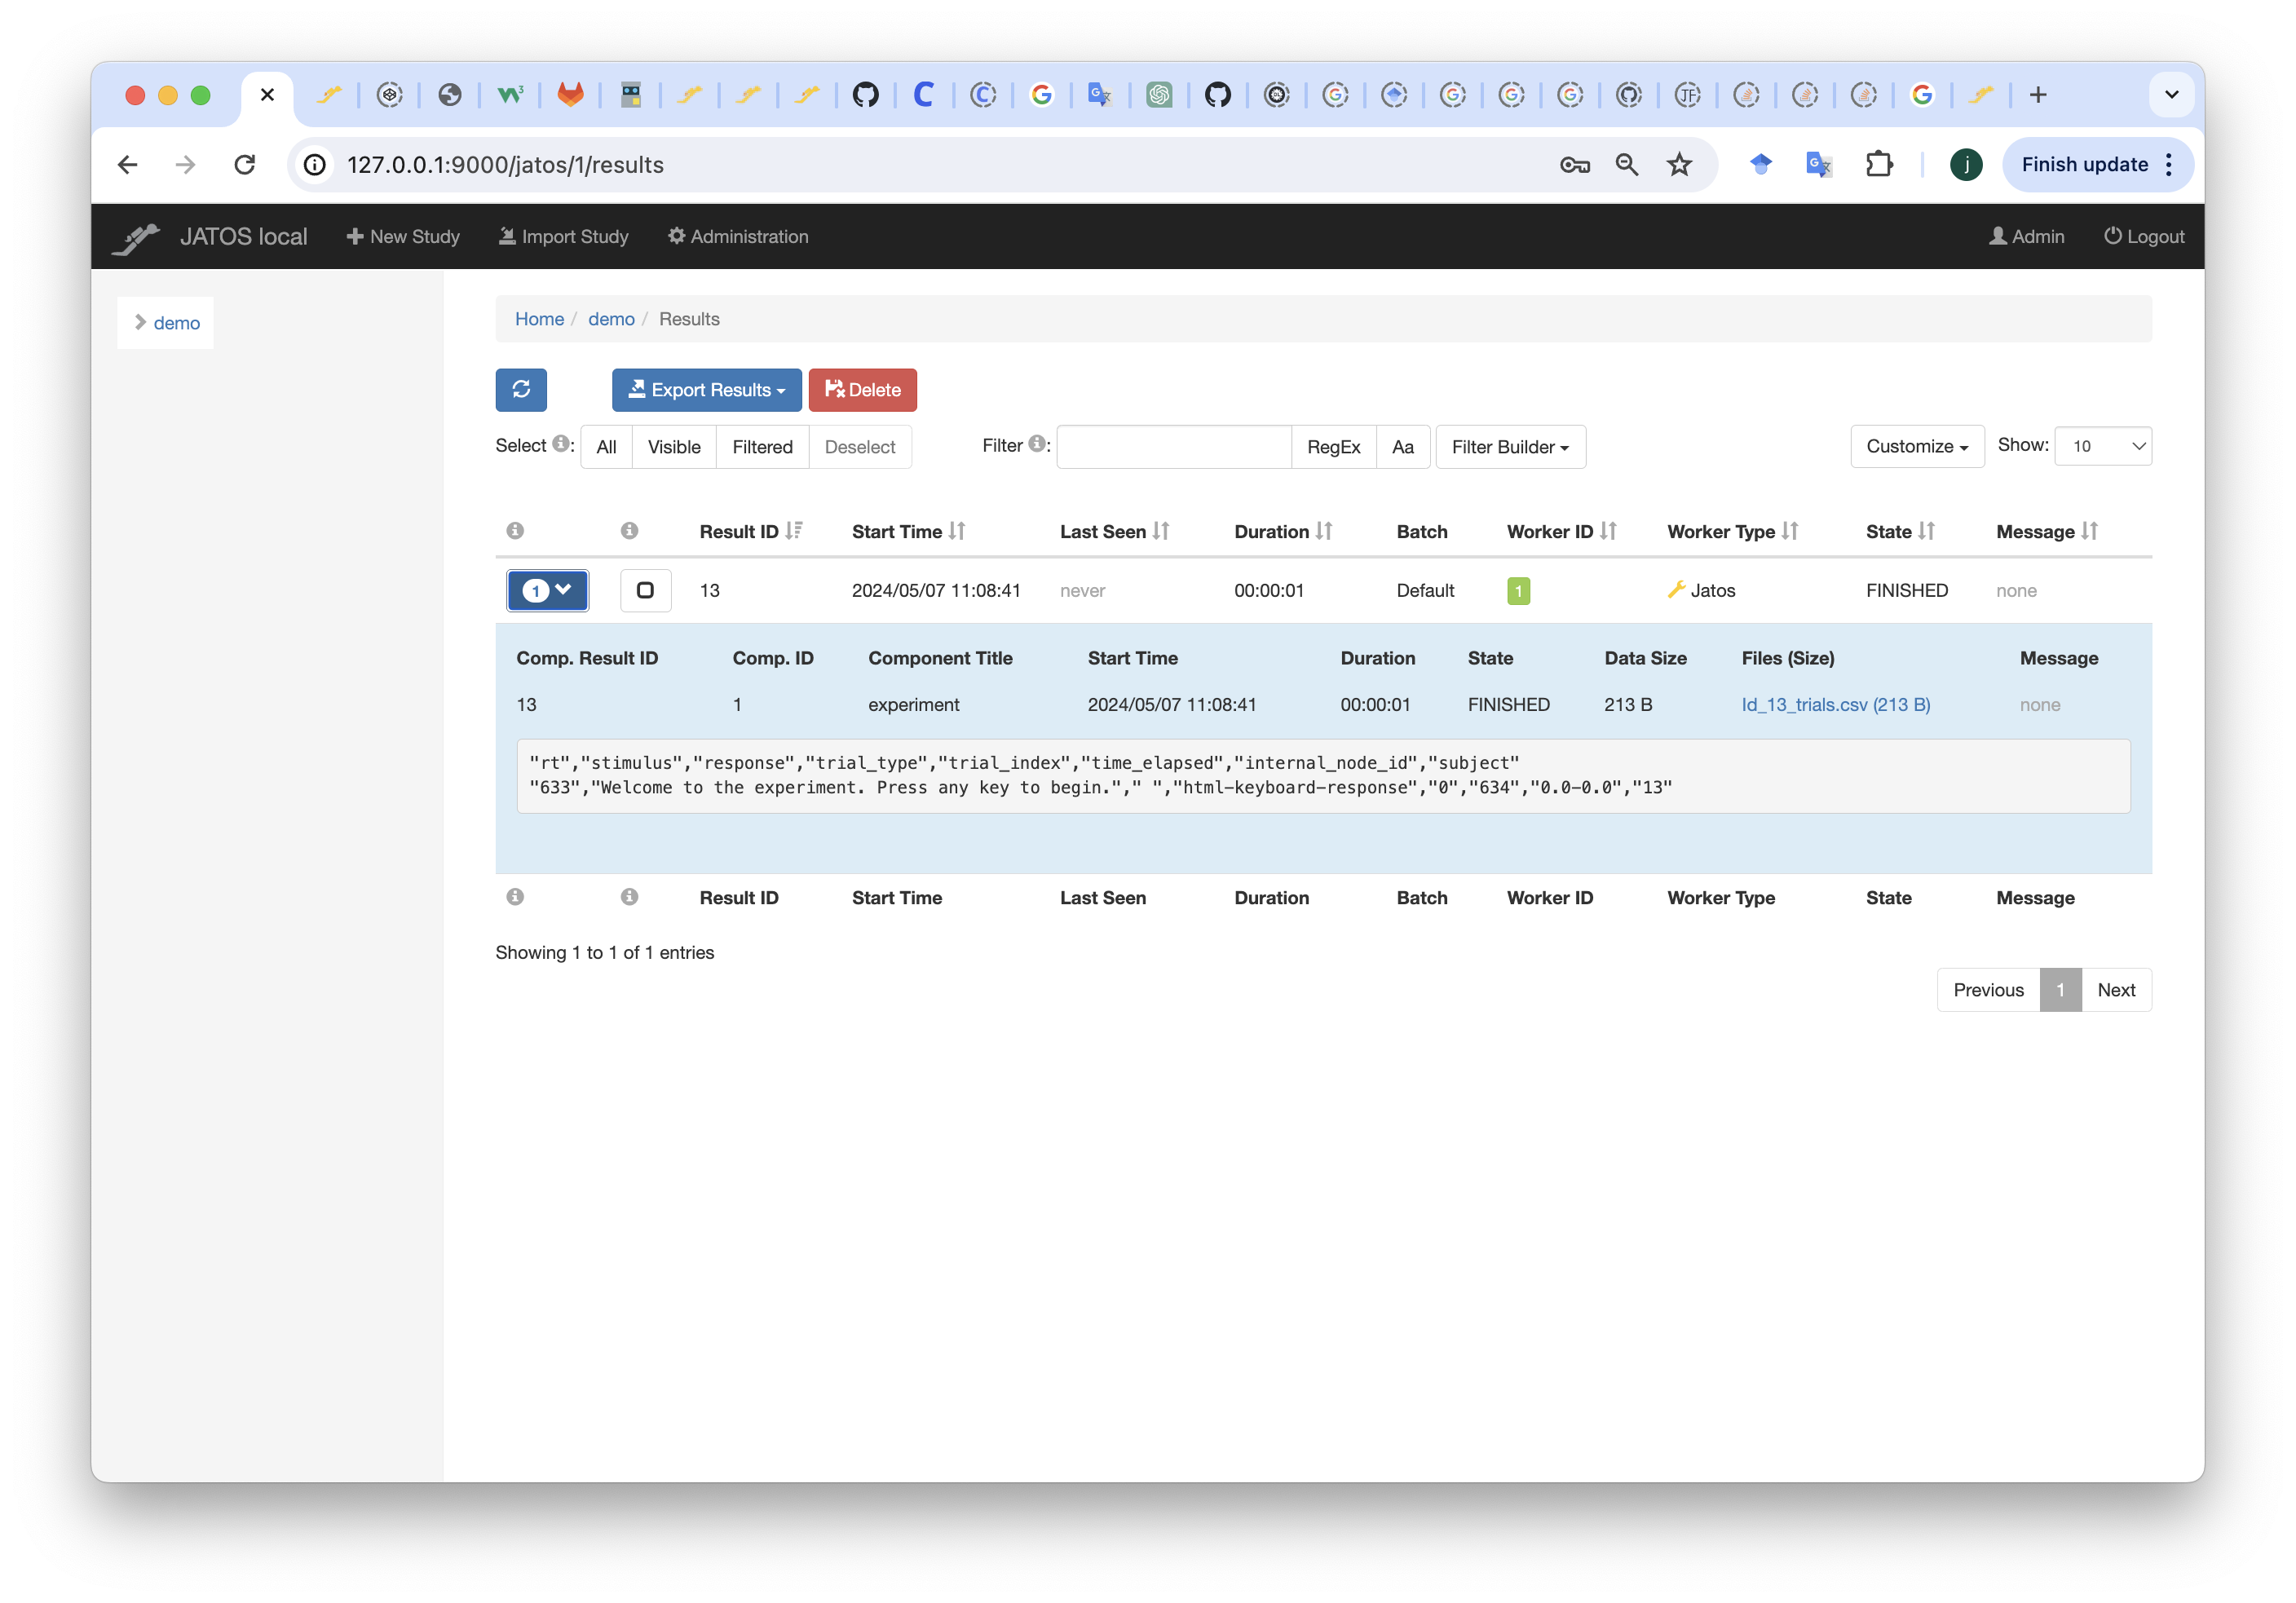 127.0.0.1:9000/jatos/1/results
Finish update
JATOS local
New Study
Import Study
Administration
Admin
Logout
demo
Home / demo / Results
Export Results
Delete
Select : All Visible Filtered Deselect
Filter : RegEx Aa Filter Builder
Customize Show: 10
Result ID Start Time Last Seen Duration Batch Worker ID Worker Type State Message
1 13 2024/05/07 11:08:41 never 00:00:01 Default 1 Jatos FINISHED none
Comp. Result ID Comp. ID Component Title Start Time Duration State Data Size Files (Size) Message
13 1 experiment 2024/05/07 11:08:41 00:00:01 FINISHED 213 B Id_13_trials.csv (213 B) none
"rt","stimulus","response","trial_type","trial_index","time_elapsed","internal_node_id","subject"
"633","Welcome to the experiment. Press any key to begin."," ","html-keyboard-response","0","634","0.0-0.0","13"
Result ID Start Time Last Seen Duration Batch Worker ID Worker Type State Message
Showing 1 to 1 of 1 entries
Previous 1 Next